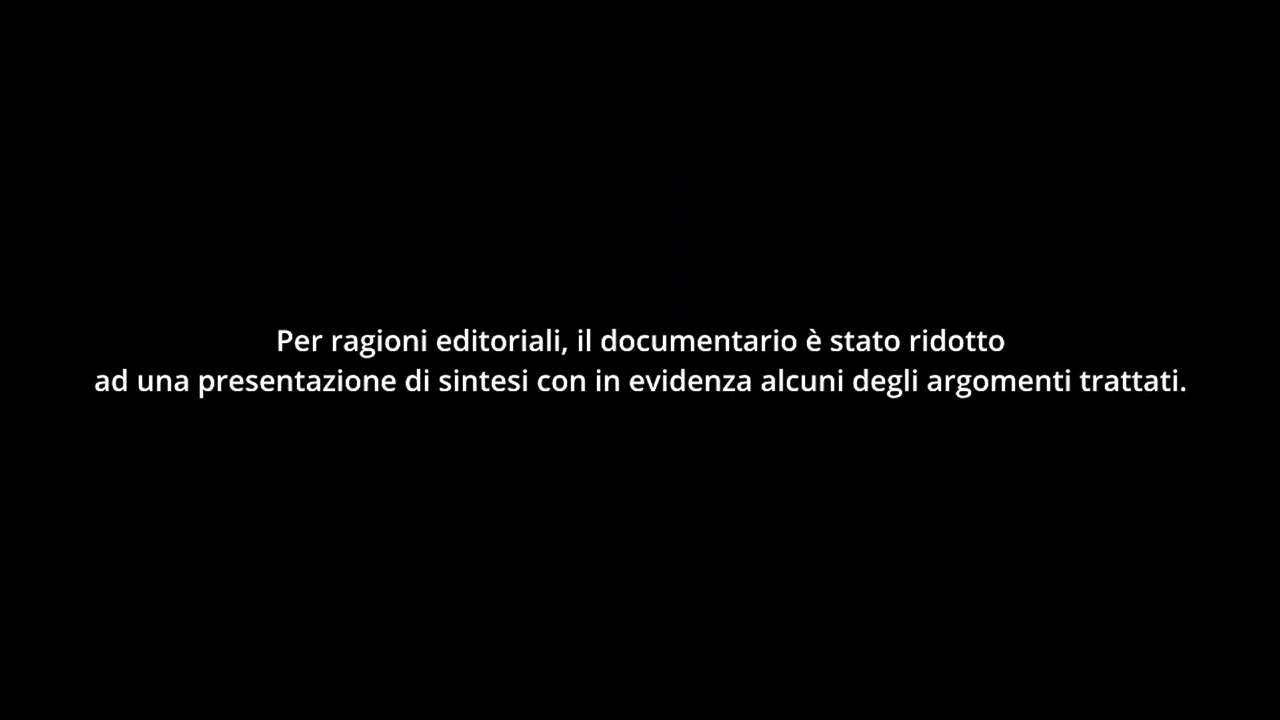 Per ragioni editoriali, il documentario è stato ridotto
ad una presentazione di sintesi con in evidenza alcuni degli argomenti trattati.